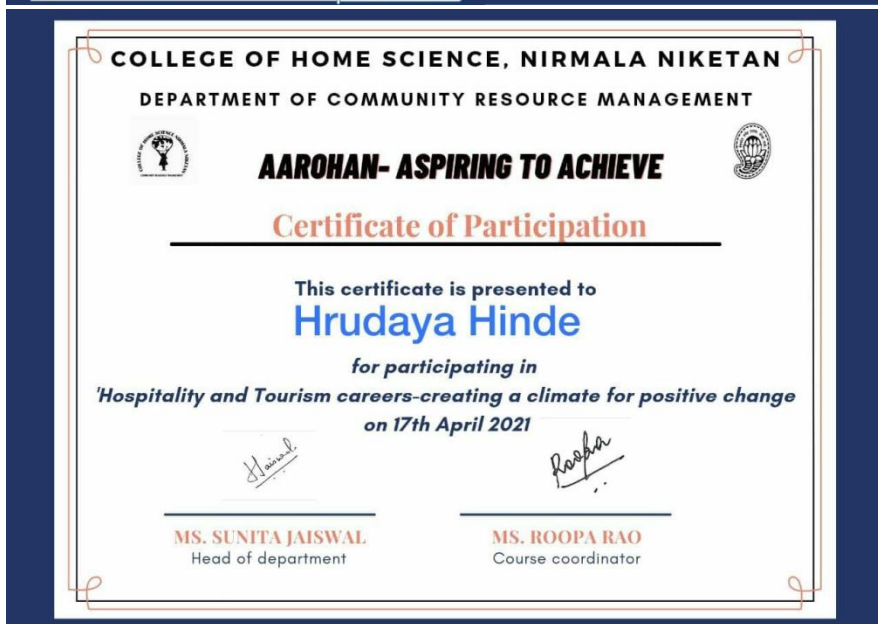 COLLEGE OF HOME SCIENCE, NIRMALA NIKETAN
DEPARTMENT OF COMMUNITY RESOURCE MANAGEMENT
AAROHAN- ASPIRING TO ACHIEVE
Certificate of Participation
This certificate is presented to
Hrudaya Hinde
for participating in
'Hospitality and Tourism careers-creating a climate for positive change
on 17th April 2021
Jaiswal
Roopa
MS. SUNITA JAISWAL
MS. ROOPA RAO
Head of department
Course coordinator